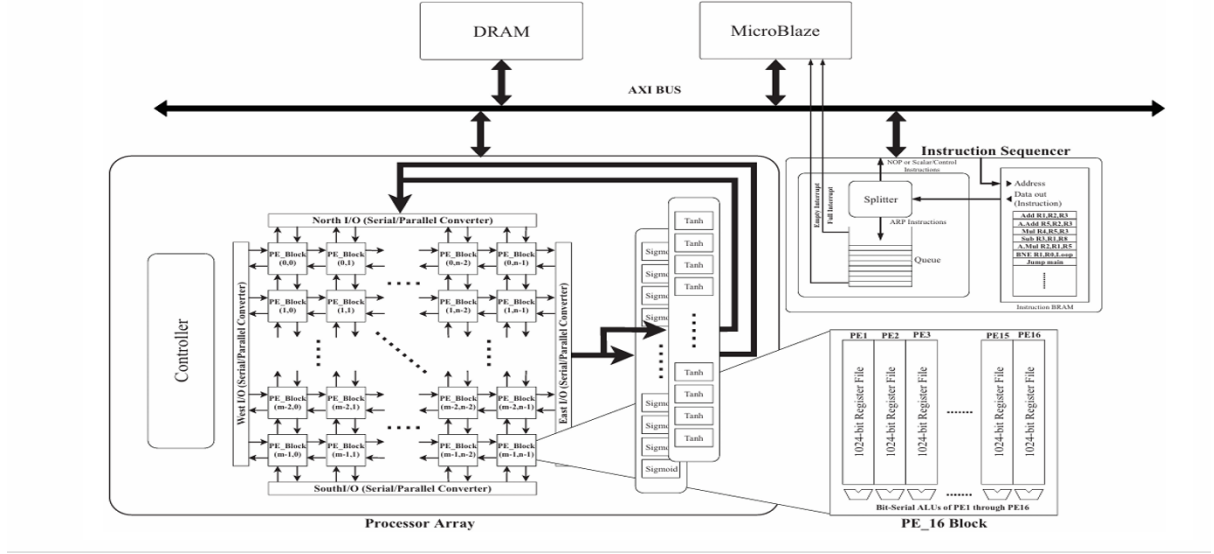 DRAM
MicroBlaze
AXI BUS
Instruction Sequencer
NOP or Scalar/Control
Instructions
Splitter
ARP Instructions
Queue
Empty Interrupt
Full Interrupt
Address
Data out
(Instruction)
Add R1,R2,R3
A.Add R5,R2,R3
Mul R4,R5,R3
Sub R3,R1,R8
A.Mul R2,R1,R5
BNE R1,R0,Loop
Jump main
Instruction BRAM
Controller
North I/O (Serial/Parallel Converter)
West I/O (Serial/Parallel Converter)
East I/O (Serial/Parallel Converter)
PE_Block
(0,0)
PE_Block
(0,1)
PE_Block
(0,n-2)
PE_Block
(0,n-1)
PE_Block
(1,0)
PE_Block
(1,1)
PE_Block
(1,n-2)
PE_Block
(1,n-1)
PE_Block
(m-2,0)
PE_Block
(m-2,1)
PE_Block
(m-2,n-2)
PE_Block
(m-2,n-1)
PE_Block
(m-1,0)
PE_Block
(m-1,1)
PE_Block
(m-1,n-2)
PE_Block
(m-1,n-1)
SouthI/O (Serial/Parallel Converter)
Sigmo
Sigmo
Sigmo
Sigmo
Sigmo
Sigmo
Sigmo
Sigmoid
Tanh
Tanh
Tanh
Tanh
Tanh
Tanh
Tanh
Tanh
Processor Array
PE1 PE2 PE3 PE15 PE16
1024-bit Register File
1024-bit Register File
1024-bit Register File
1024-bit Register File
1024-bit Register File
Bit-Serial ALUs of PE1 through PE16
PE_16 Block